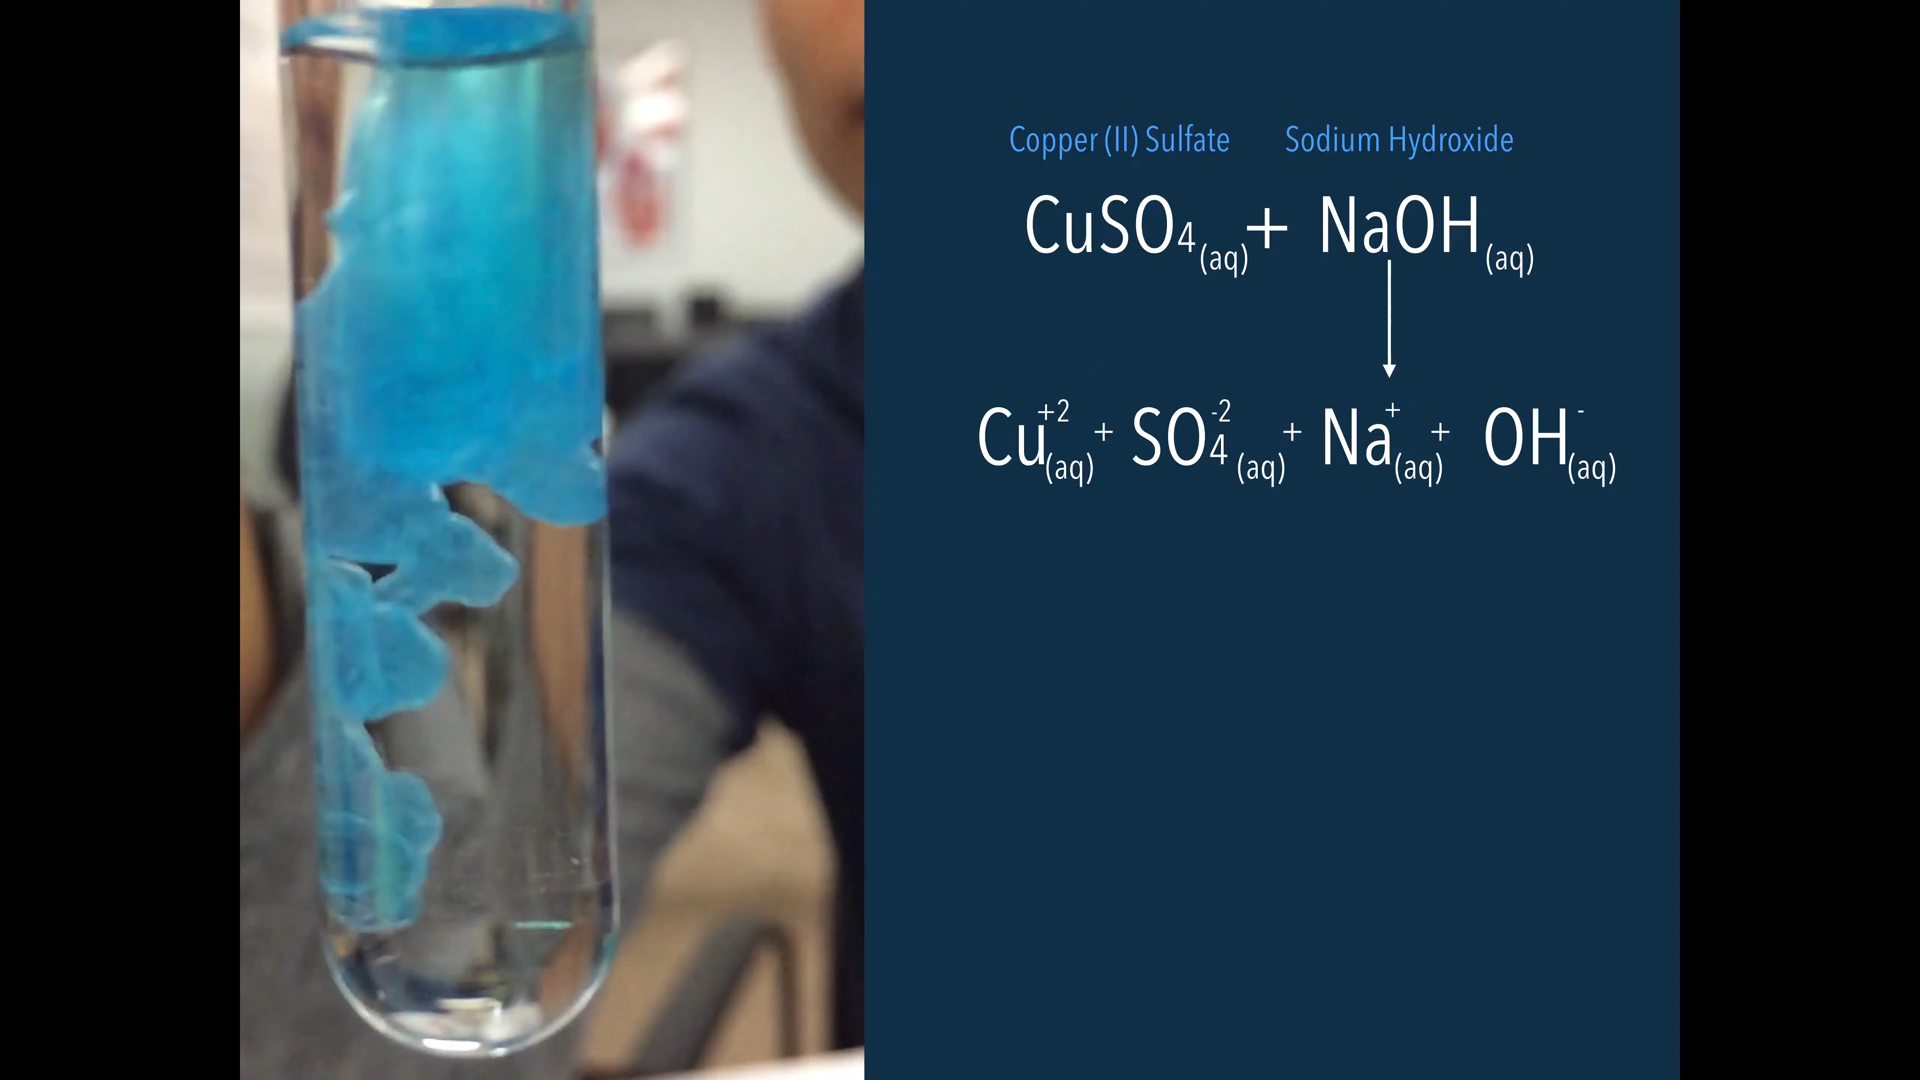 Copper (II) Sulfate Sodium Hydroxide
CuSO4(aq) + NaOH(aq)
Cu+2(aq) + SO4-2(aq) + Na+(aq) + OH-(aq)